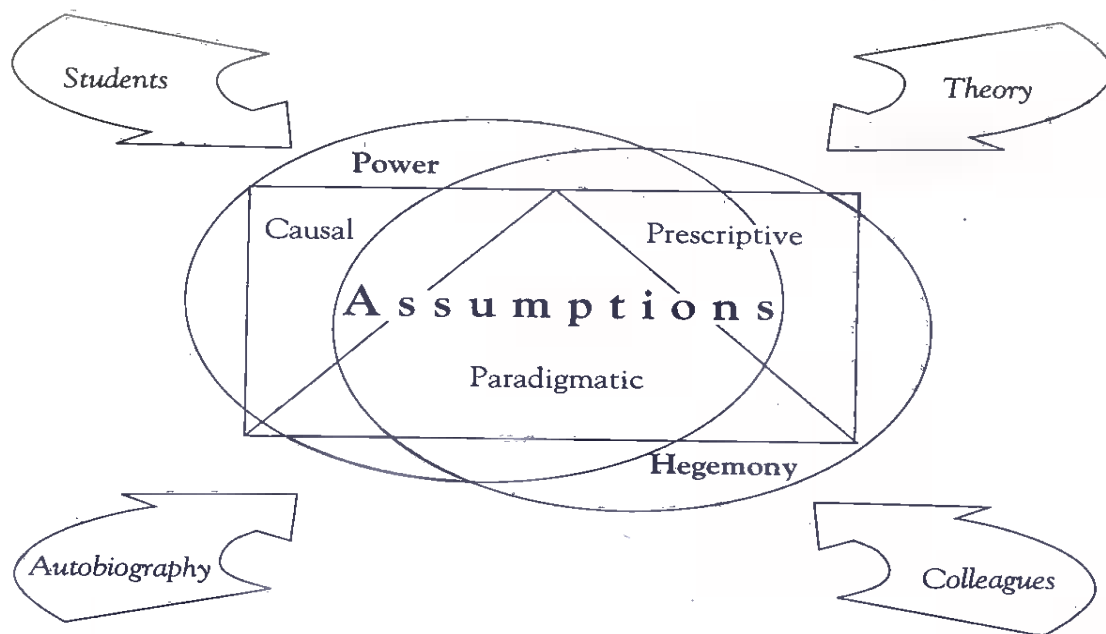 Students
Theory
Power
Causal
Prescriptive
Assumptions
Paradigmatic
Hegemony
Autobiography
Colleagues